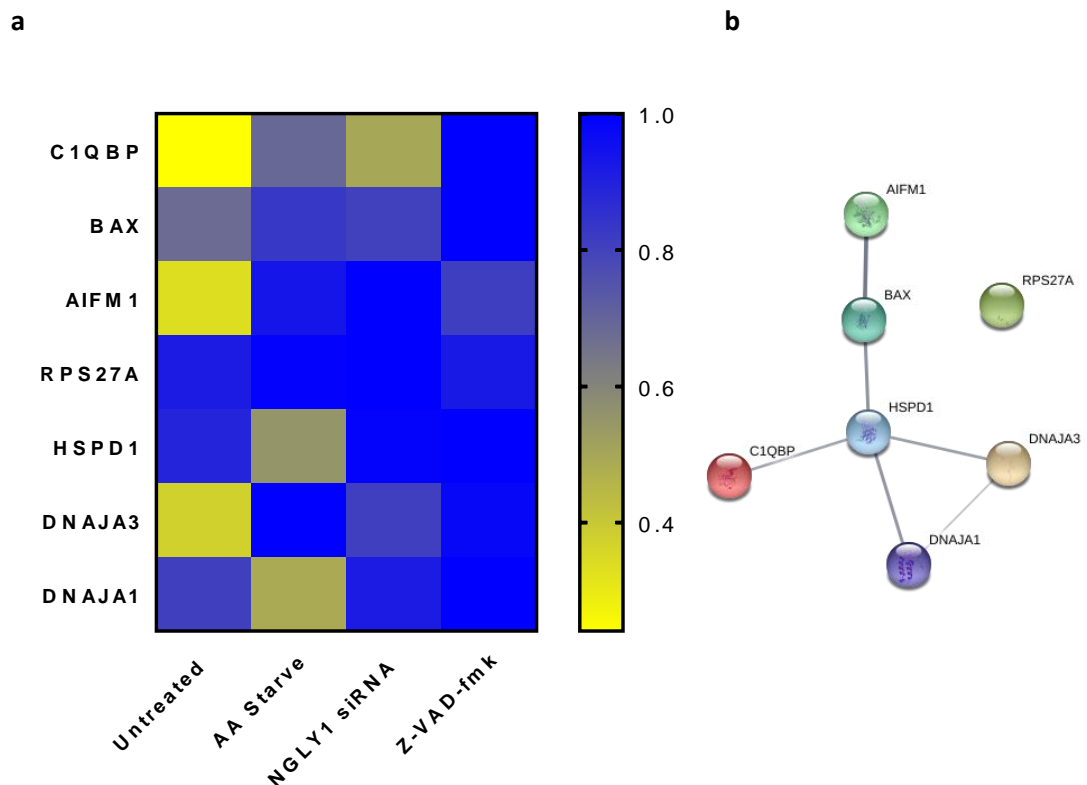 a
b
C1QBP
BAX
AIFM1
RPS27A
HSPD1
DNAJA3
DNAJA1
Untreated
AA Starve
NGLY1 siRNA
Z-VAD-fmk
1.0
0.8
0.6
0.4
AIFM1
RPS27A
BAX
HSPD1
DNAJA3
C1QBP
DNAJA1